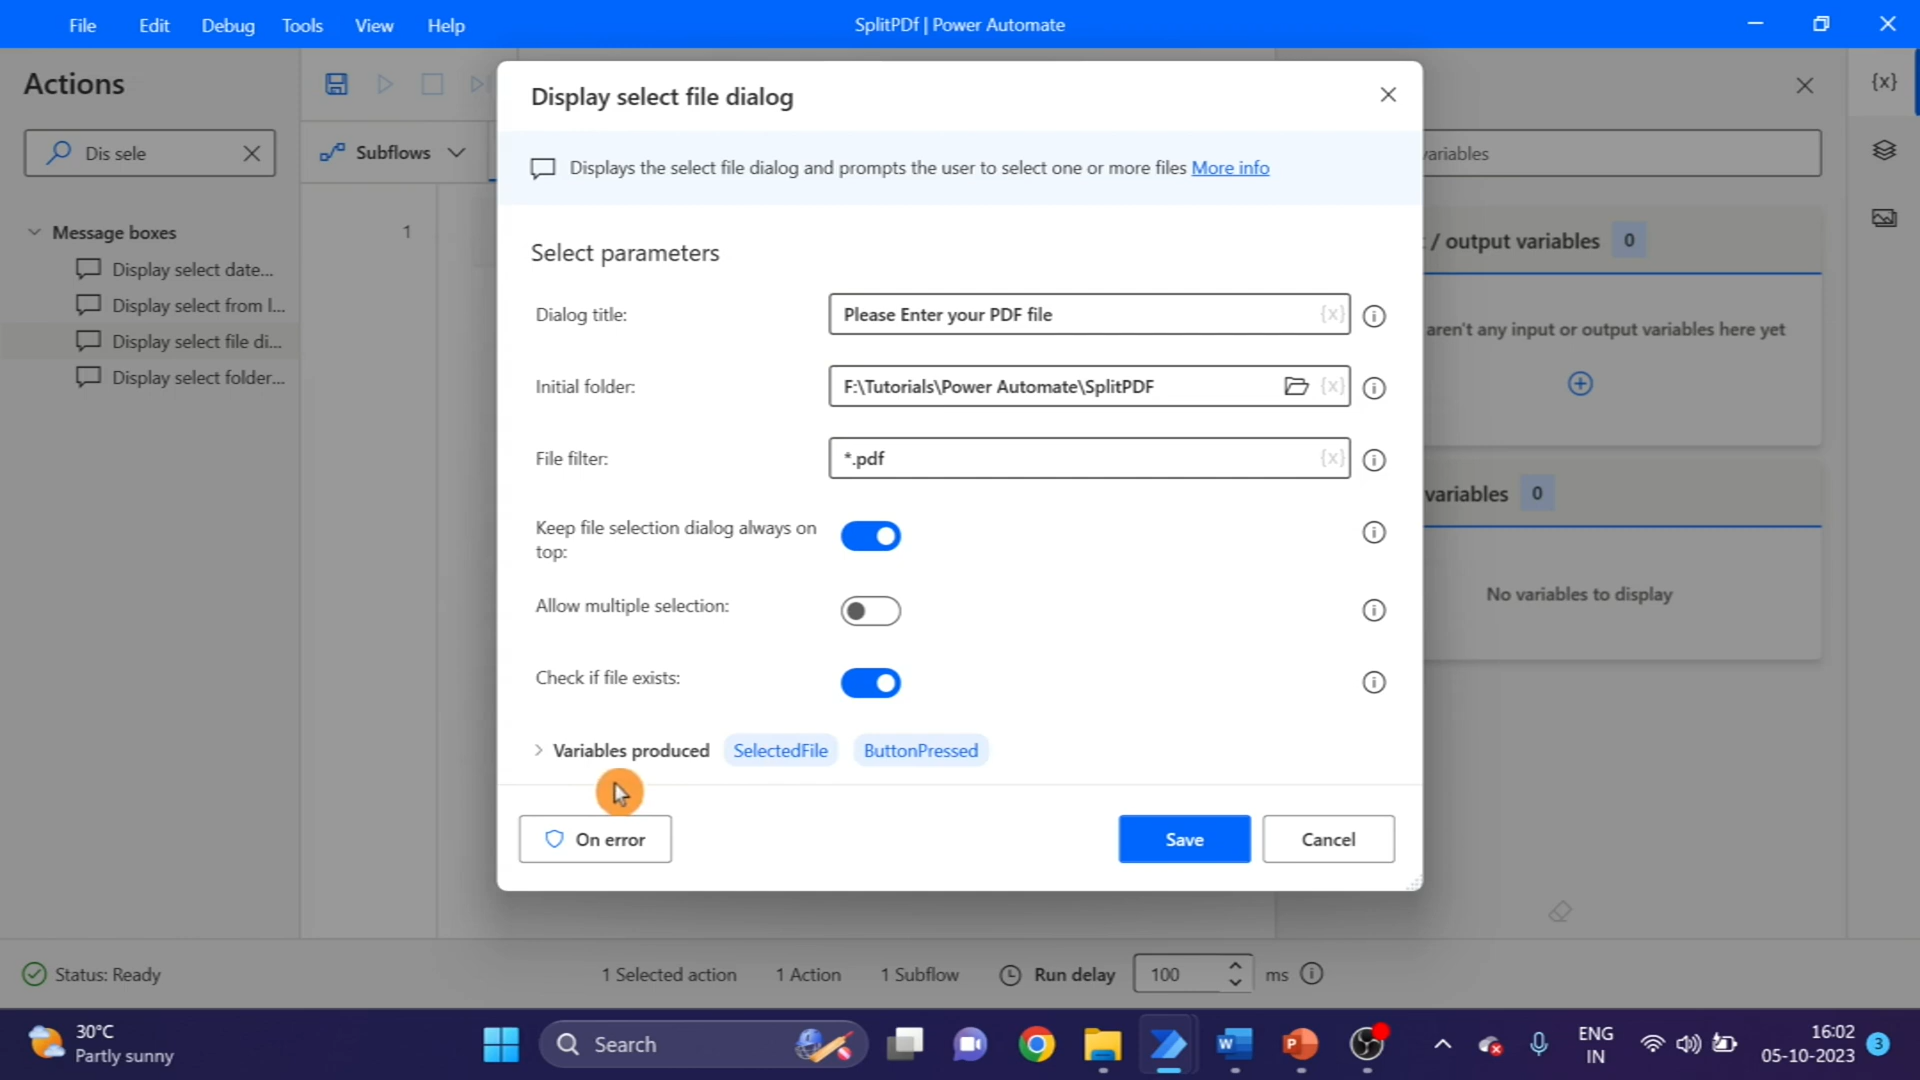 File Edit Debug Tools View Help
SplitPDf | Power Automate
Actions
Dis sele
Message boxes
Display select date...
Display select from l...
Display select file di...
Display select folder...
Subflows
1
Display select file dialog
Displays the select file dialog and prompts the user to select one or more files More info
Select parameters
Dialog title:
Please Enter your PDF file
{x}
Initial folder:
F:\Tutorials\Power Automate\SplitPDF
{x}
File filter:
*.pdf
{x}
Keep file selection dialog always on
top:
Allow multiple selection:
Check if file exists:
Variables produced SelectedFile ButtonPressed
On error
Save
Cancel
{x}
variables
/ output variables 0
aren't any input or output variables here yet
variables 0
No variables to display
Status: Ready
1 Selected action
1 Action
1 Subflow
Run delay
100
ms
30°C
Partly sunny
Search
ENG
IN
16:02
05-10-2023
3